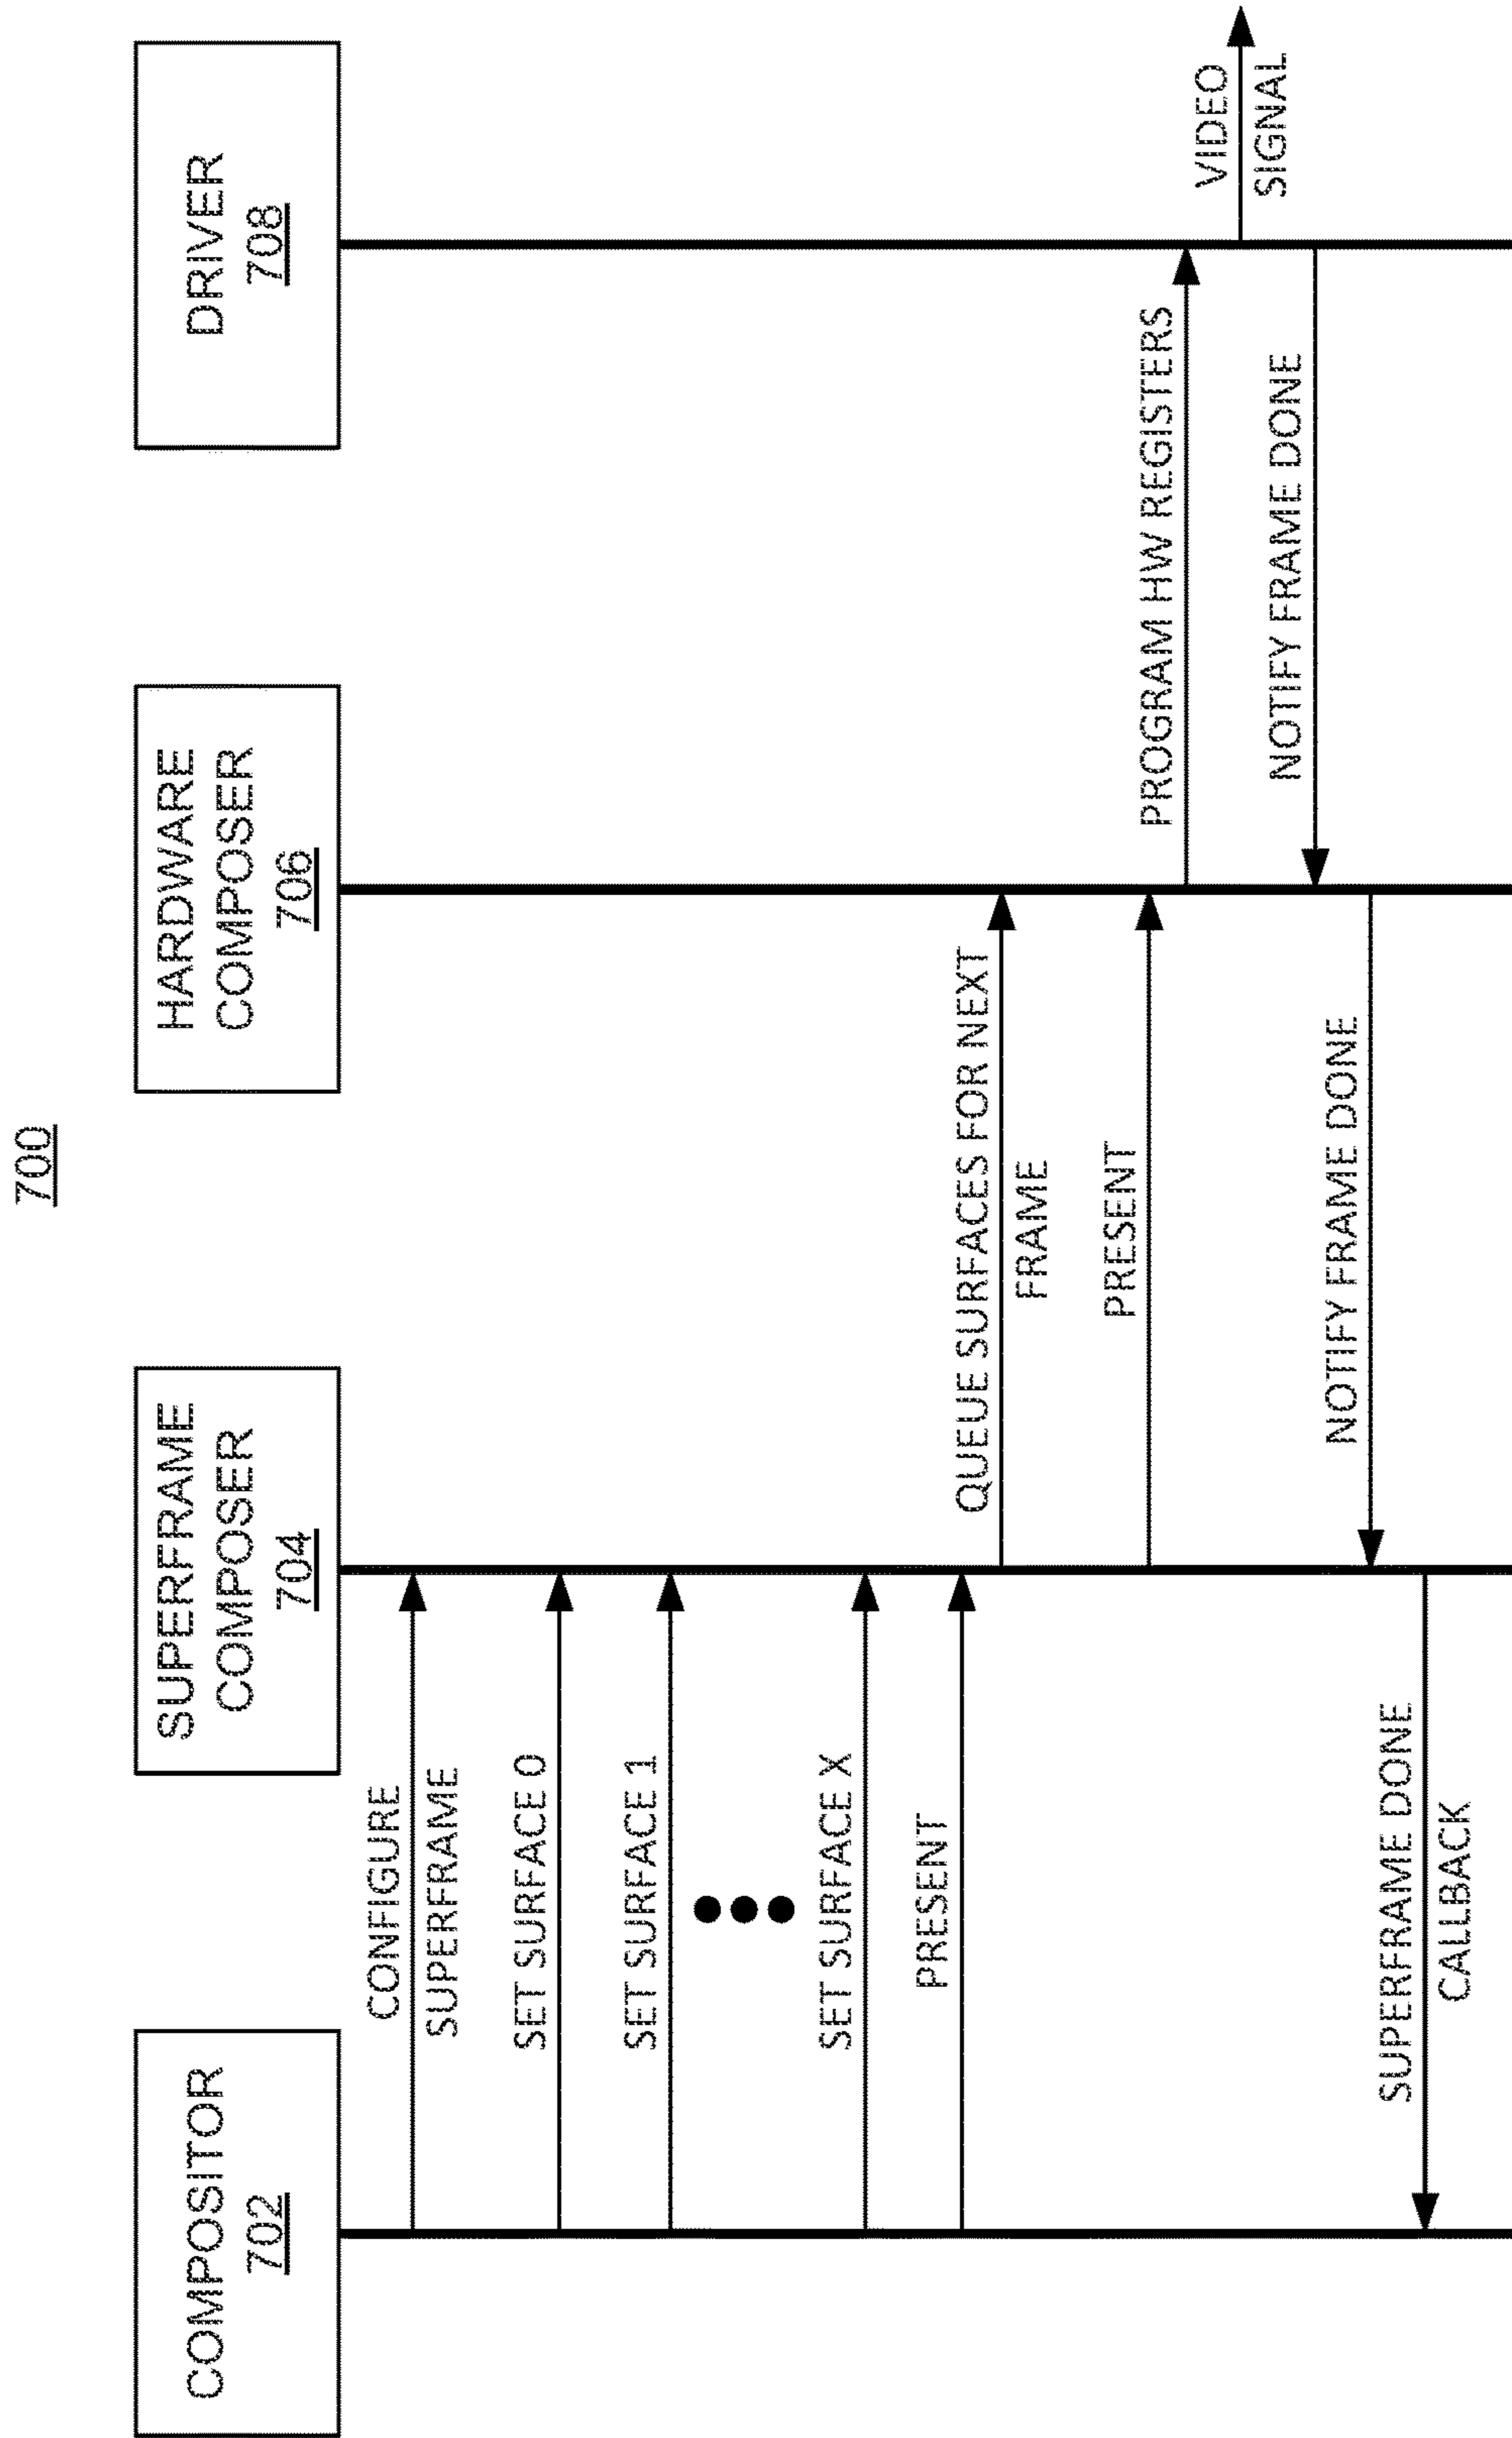 700
COMPOSITOR
702
SUPERFRAME
COMPOSER
704
HARDWARE
COMPOSER
706
DRIVER
708
CONFIGURE
SUPERFRAME
SET SURFACE 0
SET SURFACE 1
SET SURFACE X
PRESENT
QUEUE SURFACES FOR NEXT
FRAME
PRESENT
PROGRAM HW REGISTERS
VIDEO
SIGNAL
NOTIFY FRAME DONE
NOTIFY FRAME DONE
SUPERFRAME DONE
CALLBACK